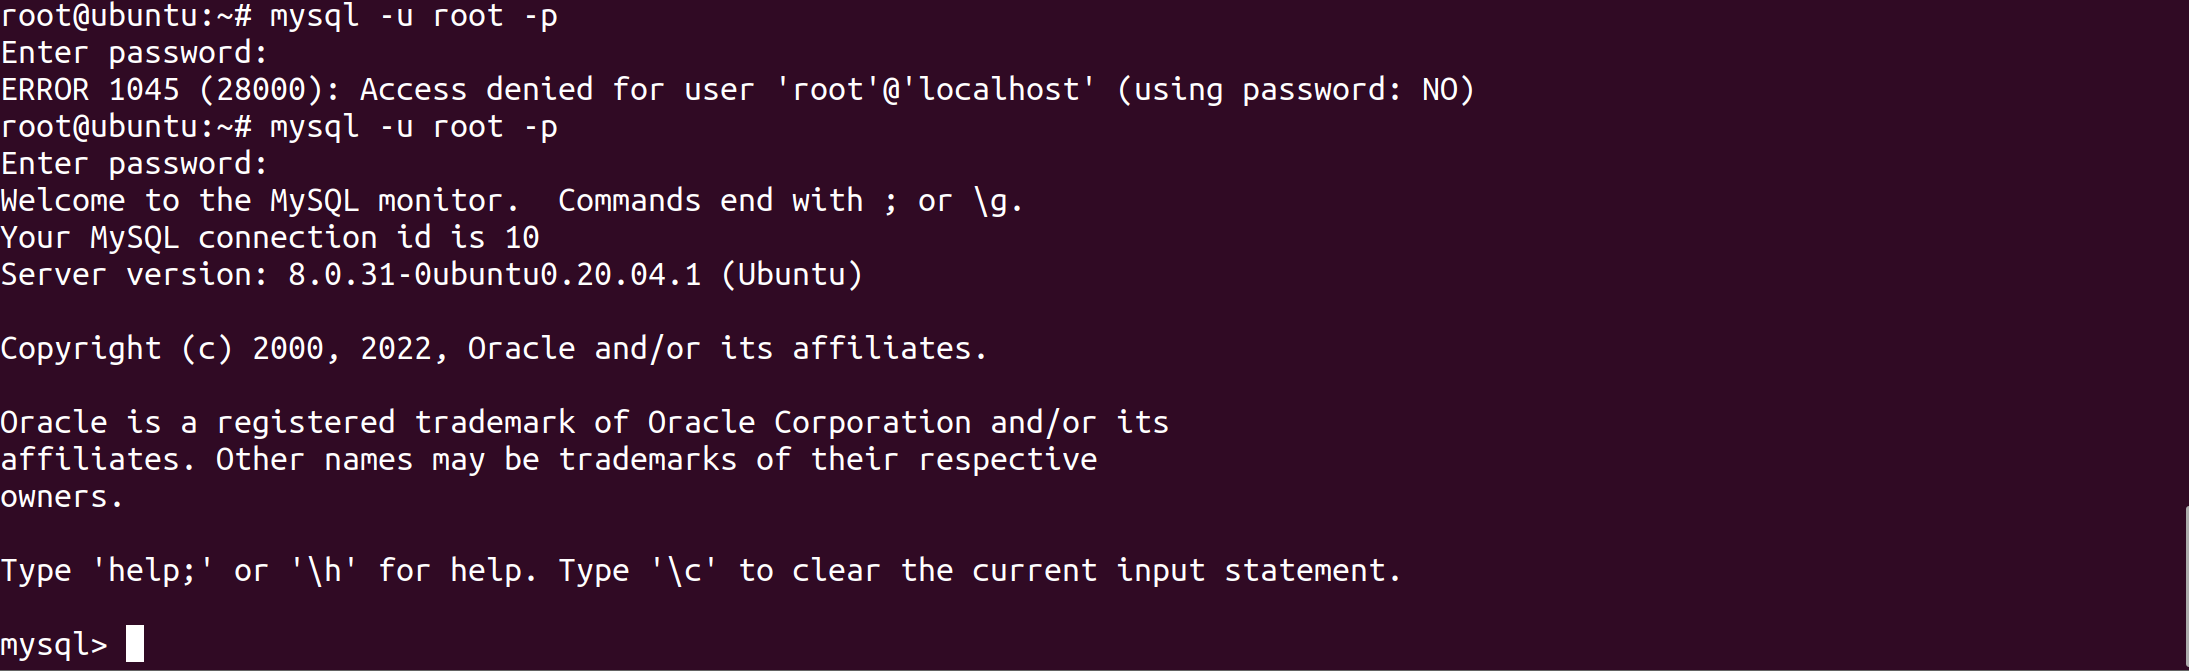 root@ubuntu:~# mysql -u root -p
Enter password:
ERROR 1045 (28000): Access denied for user 'root'@'localhost' (using password: NO)
root@ubuntu:~# mysql -u root -p
Enter password:
Welcome to the MySQL monitor.  Commands end with ; or \g.
Your MySQL connection id is 10
Server version: 8.0.31-0ubuntu0.20.04.1 (Ubuntu)
Copyright (c) 2000, 2022, Oracle and/or its affiliates.
Oracle is a registered trademark of Oracle Corporation and/or its
affiliates. Other names may be trademarks of their respective
owners.
Type 'help;' or '\h' for help. Type '\c' to clear the current input statement.
mysql>